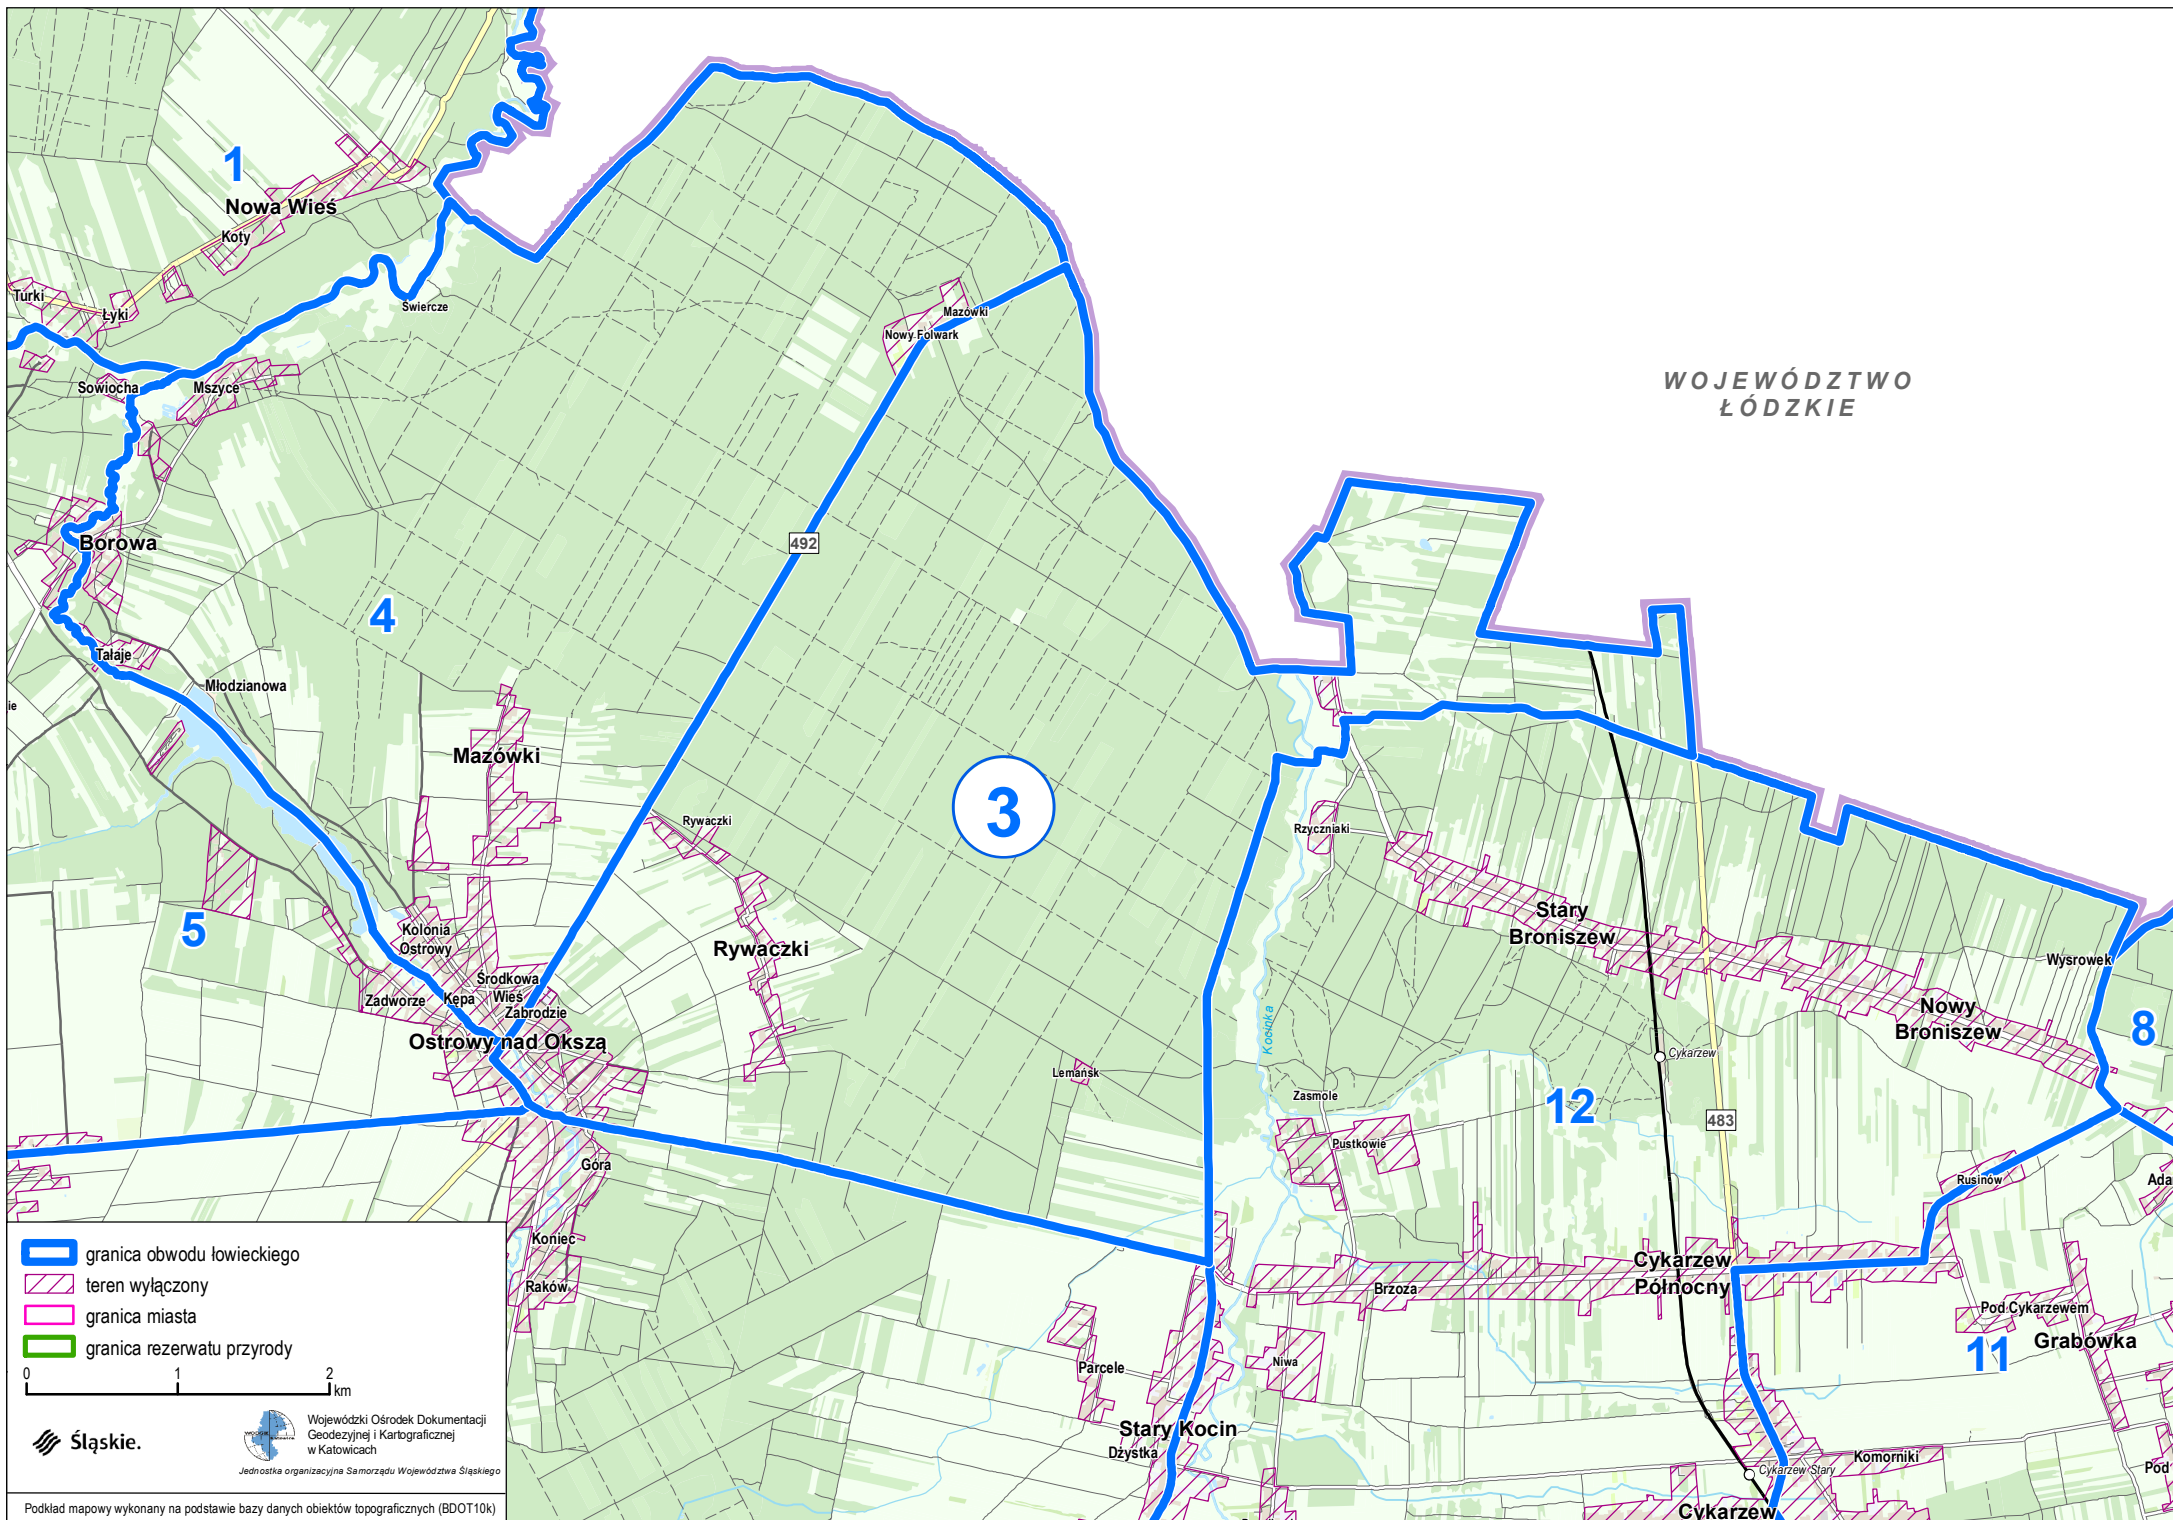 1
Nowa Wieś
Koty
Turki
Łyki
Świercze
Sowiocha
Mszyce
Mazówki
Nowy Folwark
WOJEWÓDZTWO
ŁÓDZKIE
Borowa
492
4
Tałaje
Młodzianowa
ie
Mazówki
Rywaczki
3
Rzyczniaki
5
Kolonia
Ostrowy
Rywaczki
Stary
Broniszew
Wysrowek
Środkowa
Wieś
Zadworze
Kępa
Zabrodzie
Nowy
Broniszew
8
Ostrowy nad Okszą
Kocinka
Cykarzew
Lemańsk
Zasmole
12
483
Pustkowie
Góra
Rusinów
Ada
Koniec
Raków
Cykarzew
Północny
Brzoza
Pod Cykarzewem
Grabówka
11
Niwa
Parcele
Stary Kocin
Dżystka
Komorniki
Cykarzew Stary
Pod
Cykarzew
granica obwodu łowieckiego
teren wyłączony
granica miasta
granica rezerwatu przyrody
0 1 2
km
Śląskie.
Wojewódzki Ośrodek Dokumentacji
Geodezyjnej i Kartograficznej
w Katowicach
Jednostka organizacyjna Samorządu Województwa Śląskiego
Podkład mapowy wykonany na podstawie bazy danych obiektów topograficznych (BDOT10k)